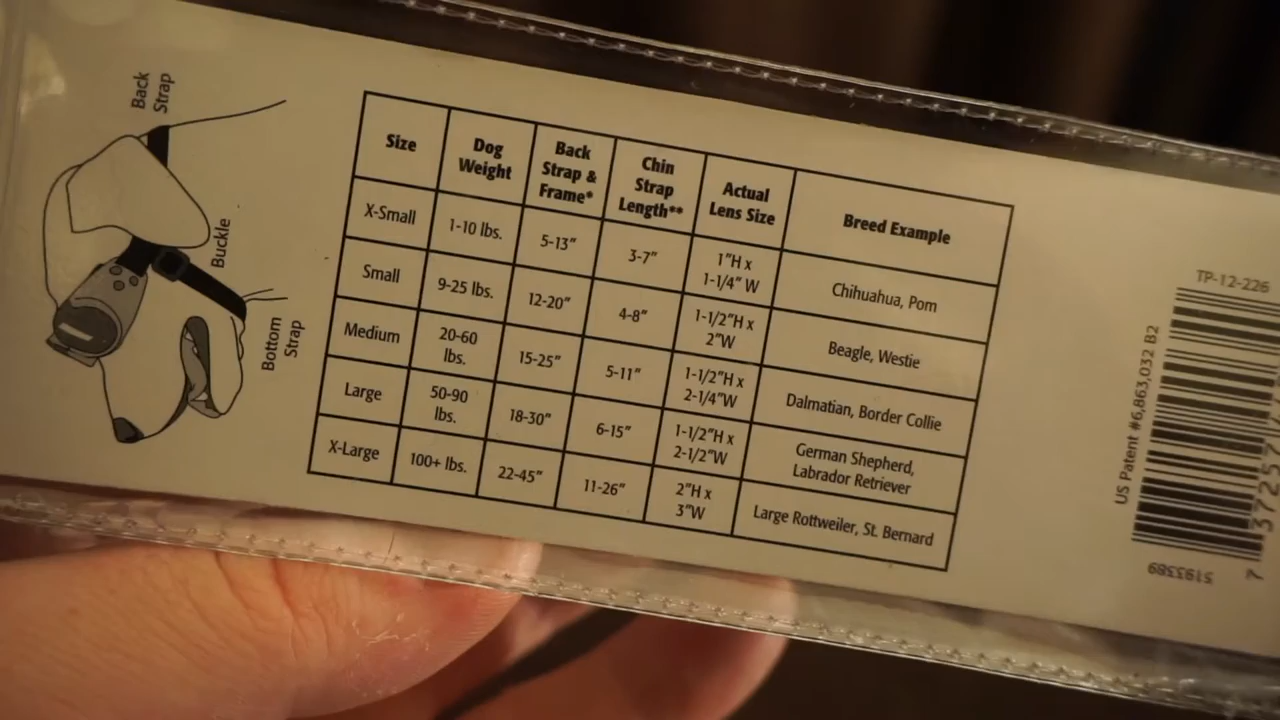 Back
Strap
Buckle
Bottom
Strap
Size
Dog
Weight
Back
Strap &
Frame*
Chin
Strap
Length**
Actual
Lens Size
Breed Example
X-Small
1-10 lbs.
5-13"
3-7"
1"H x
1-1/4" W
Chihuahua, Pom
Small
9-25 lbs.
12-20"
4-8"
1-1/2"H x
2"W
Beagle, Westie
Medium
20-60
lbs.
15-25"
5-11"
1-1/2"H x
2-1/4"W
Dalmatian, Border Collie
Large
50-90
lbs.
18-30"
6-15"
1-1/2"H x
2-1/2"W
German Shepherd,
Labrador Retriever
X-Large
100+ lbs.
22-45"
11-26"
2"H x
3"W
Large Rottweiler, St. Bernard
TP-12-226
US Patent #6,863,032 B2
5193389